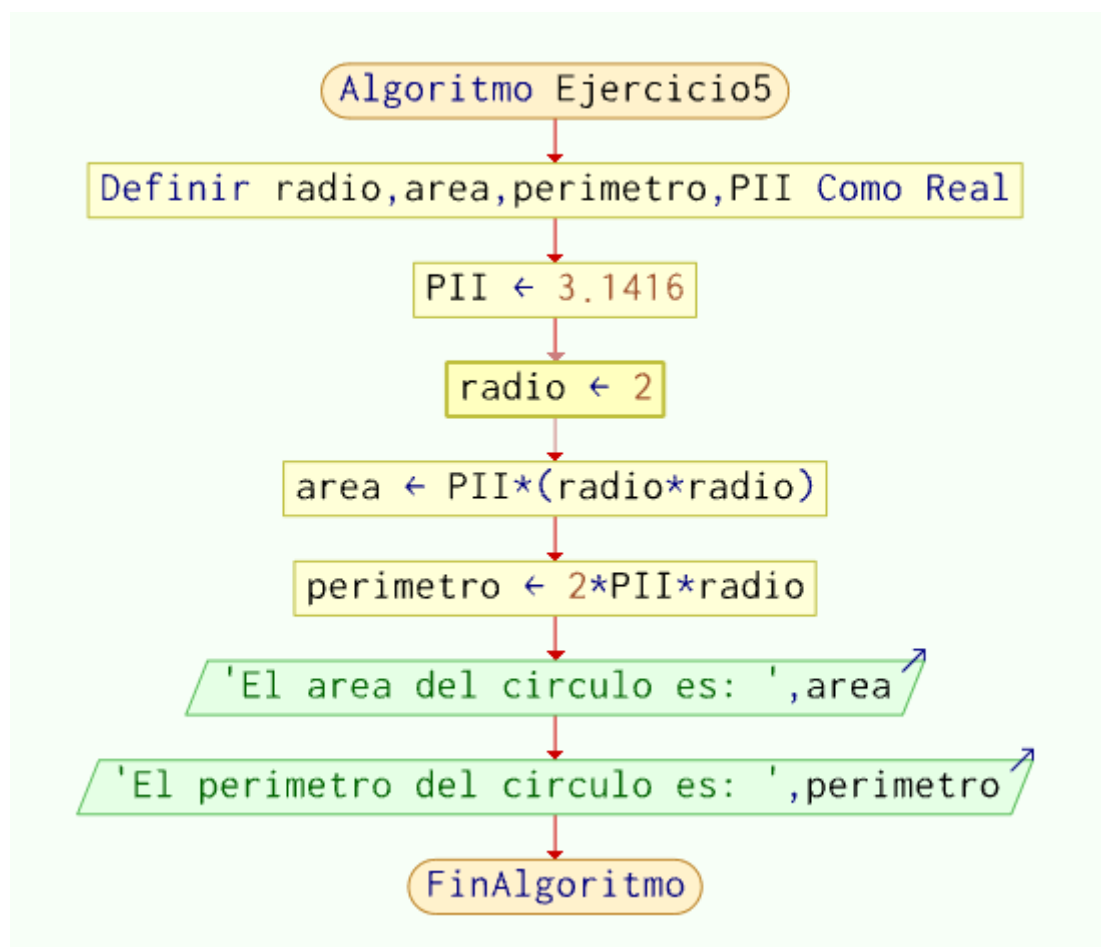 Algoritmo Ejercicio5
Definir radio,area,perimetro,PII Como Real
PII ← 3.1416
radio ← 2
area ← PII*(radio*radio)
perimetro ← 2*PII*radio
'El area del circulo es: ',area
'El perimetro del circulo es: ',perimetro
FinAlgoritmo